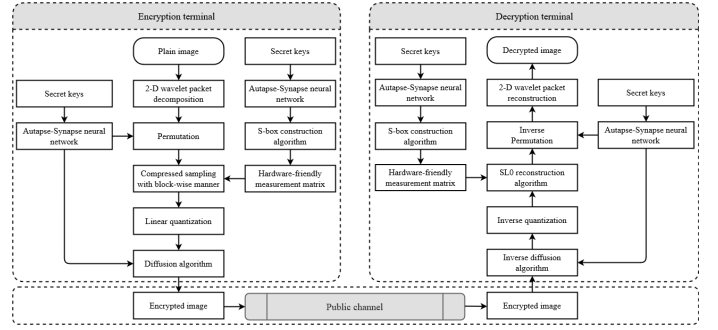 Encryption terminal
Plain image
Secret keys
Secret keys
2-D wavelet packet
decomposition
Autapse-Synapse neural
network
Autapse-Synapse neural
network
Permutation
S-box construction
algorithm
Compressed sampling
with block-wise manner
Hardware-friendly
measurement matrix
Linear quantization
Diffusion algorithm
Encrypted image
Public channel
Decryption terminal
Secret keys
Decrypted image
Autapse-Synapse neural
network
2-D wavelet packet
reconstruction
Secret keys
S-box construction
algorithm
Inverse
Permutation
Autapse-Synapse neural
network
Hardware-friendly
measurement matrix
SL0 reconstruction
algorithm
Inverse quantization
Inverse diffusion
algorithm
Encrypted image